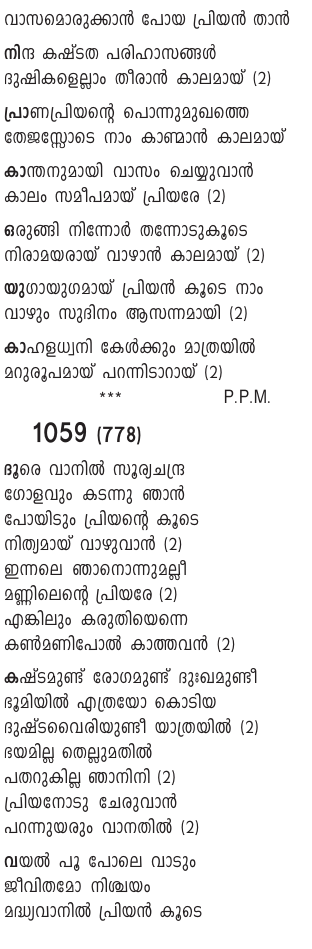 വാസമൊരുക്കാൻ പോയ പ്രിയൻ താൻ
നിന്ദ കഷ്ടത പരിഹാസങ്ങൾ
ദുഷികളെല്ലാം തീരാൻ കാലമായ് (2)
പ്രാണപ്രിയന്റെ പൊന്നുമുഖത്തെ
തേജസ്സോടെ നാം കാണ്മാൻ കാലമായ്
കാന്തനുമായി വാസം ചെയ്യുവാൻ
കാലം സമീപമായ് പ്രിയരേ (2)
ഒരുങ്ങി നിന്നോർ തന്നോടുകൂടെ
നിരാമയരായ് വാഴാൻ കാലമായ് (2)
യുഗായുഗമായ് പ്രിയൻ കൂടെ നാം
വാഴും സുദിനം ആസന്നമായി (2)
കാഹളധ്വനി കേൾക്കും മാത്രയിൽ
മറുരൂപമായ് പറന്നിടാറായ് (2)
*** P.P.M.
1059 (778)
ദൂരെ വാനിൽ സൂര്യചന്ദ്ര
ഗോളവും കടന്നു ഞാൻ
പോയിടും പ്രിയന്റെ കൂടെ
നിത്യമായ് വാഴുവാൻ (2)
ഇന്നലെ ഞാനൊന്നുമല്ലീ
മണ്ണിലെന്റെ പ്രിയരേ (2)
എങ്കിലും കരുതിയെന്നെ
കൺമണിപോൽ കാത്തവൻ (2)
കഷ്ടമുണ്ട് രോഗമുണ്ട് ദുഃഖമുണ്ടീ
ഭൂമിയിൽ എത്രയോ കൊടിയ
ദുഷ്ടവൈരിയുണ്ടീ യാത്രയിൽ (2)
ഭയമില്ല തെല്ലുമതിൽ
പതറുകില്ല ഞാനിനി (2)
പ്രിയനോടു ചേരുവാൻ
പറന്നുയരും വാനതിൽ (2)
വയൽ പൂ പോലെ വാടും
ജീവിതമോ നിശ്ചയം
മദ്ധ്യവാനിൽ പ്രിയൻ കൂടെ